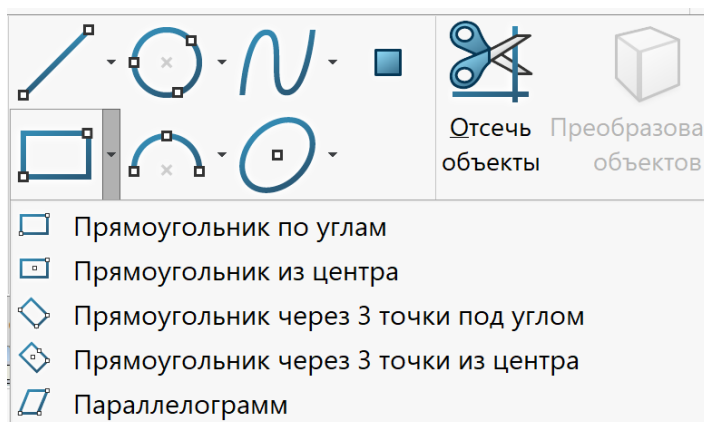 Отсечь
объекты
объектов
Прямоугольник по углам
Прямоугольник из центра
Прямоугольник через 3 точки под углом
Прямоугольник через 3 точки из центра
Параллелограмм